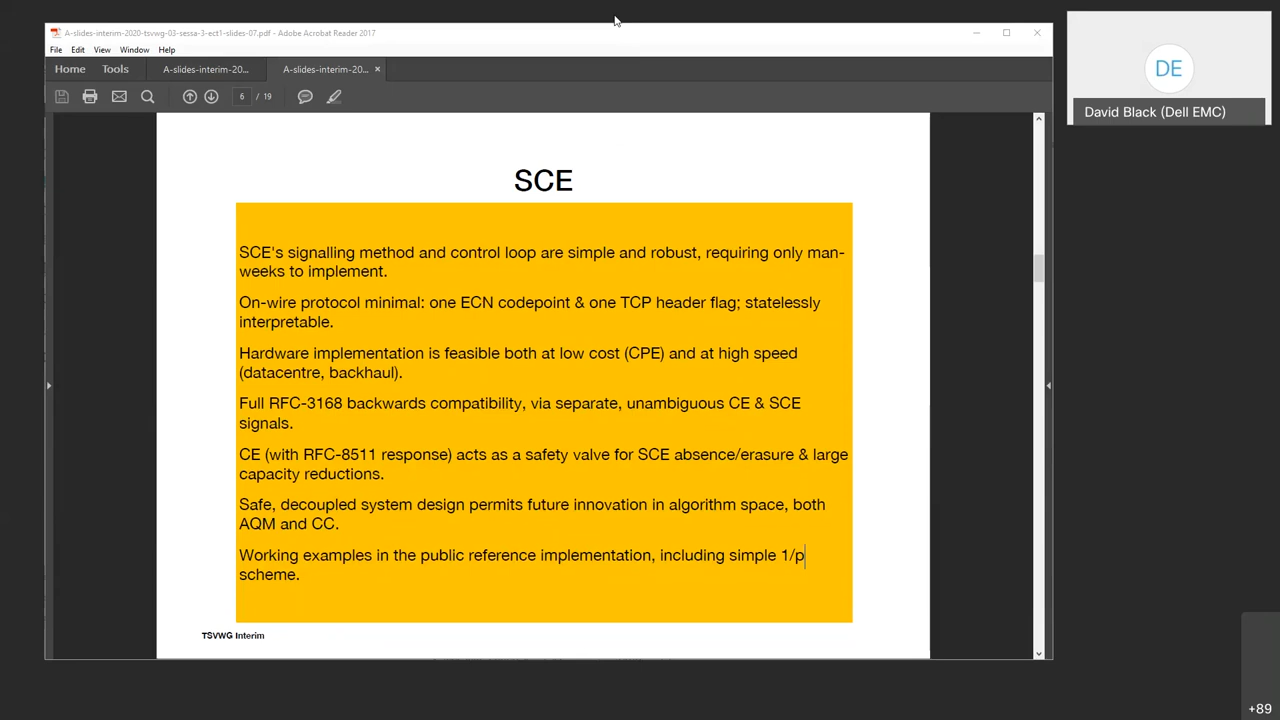 A-slides-interim-2020-tsvwg-03-sessa-3-ect1-slides-07.pdf - Adobe Acrobat Reader 2017
File Edit View Window Help
Home Tools A-slides-interim-20... A-slides-interim-20... ×
6 / 19
DE
David Black (Dell EMC)
SCE
SCE's signalling method and control loop are simple and robust, requiring only man-
weeks to implement.
On-wire protocol minimal: one ECN codepoint & one TCP header flag; statelessly
interpretable.
Hardware implementation is feasible both at low cost (CPE) and at high speed
(datacentre, backhaul).
Full RFC-3168 backwards compatibility, via separate, unambiguous CE & SCE
signals.
CE (with RFC-8511 response) acts as a safety valve for SCE absence/erasure & large
capacity reductions.
Safe, decoupled system design permits future innovation in algorithm space, both
AQM and CC.
Working examples in the public reference implementation, including simple 1/p
scheme.
TSVWG Interim
+89